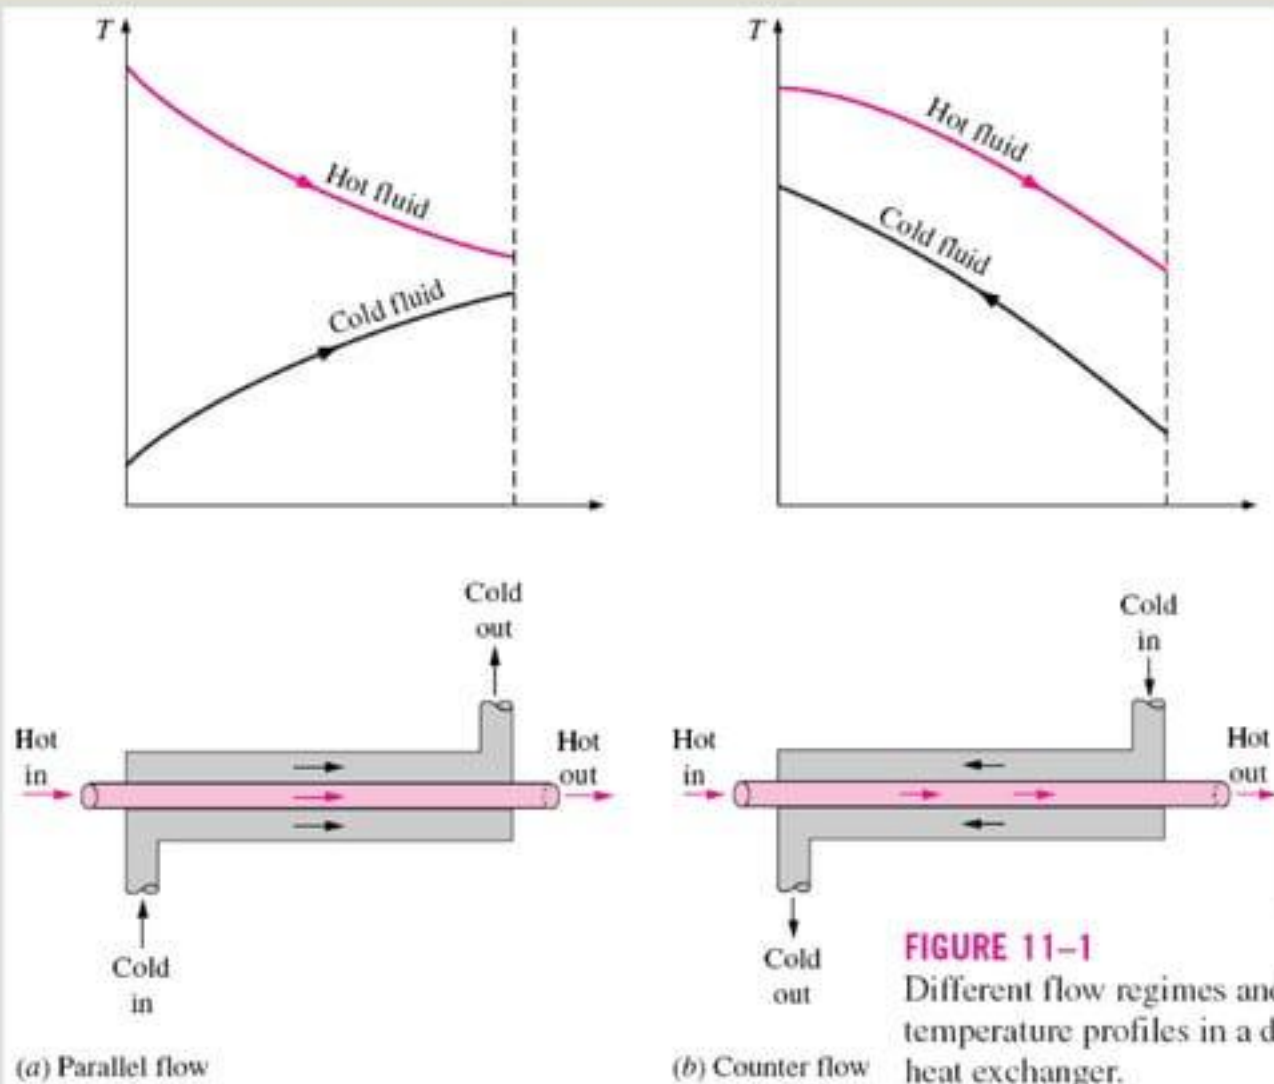 T
Hot fluid
Cold fluid
T
Hot fluid
Cold fluid
Cold
out
Hot
in
Hot
out
Cold
in
(a) Parallel flow
Cold
in
Hot
in
Hot
out
Cold
out
(b) Counter flow
FIGURE 11–1
Different flow regimes and
temperature profiles in a
heat exchanger.